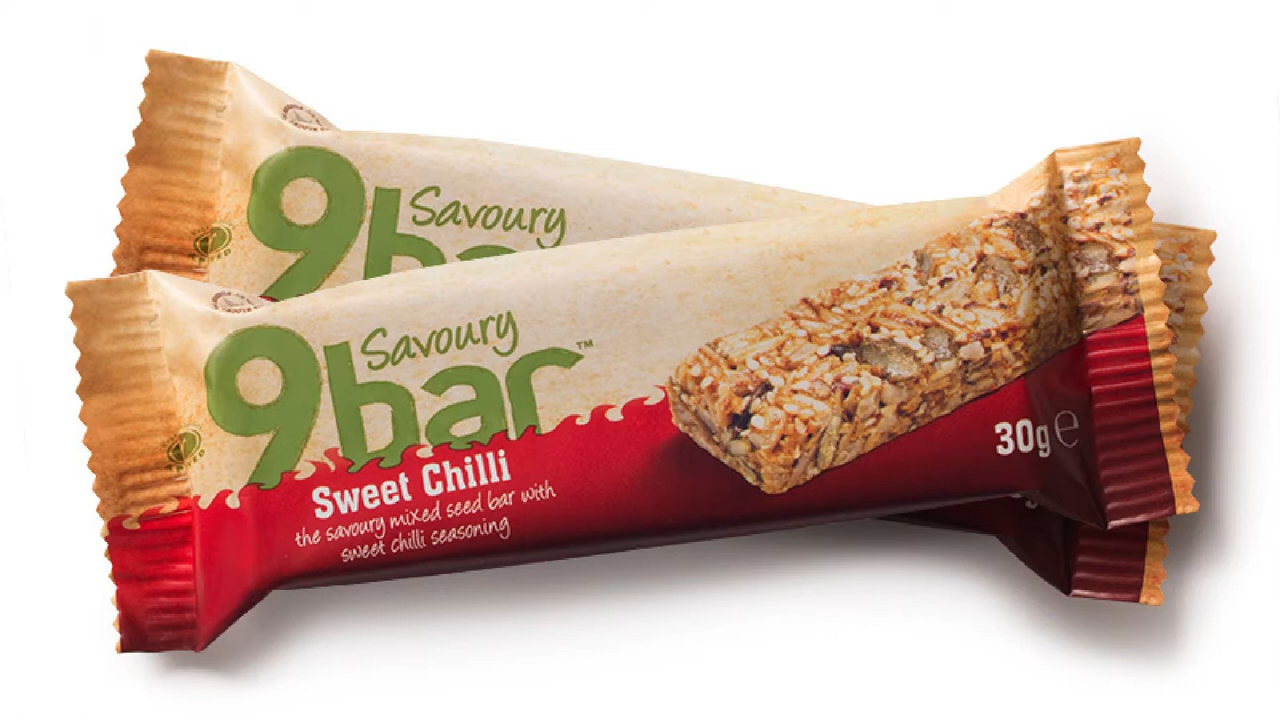 9bar
Savoury
9bar™
Savoury
Sweet Chilli
the savoury mixed seed bar with
sweet chilli seasoning
30g e